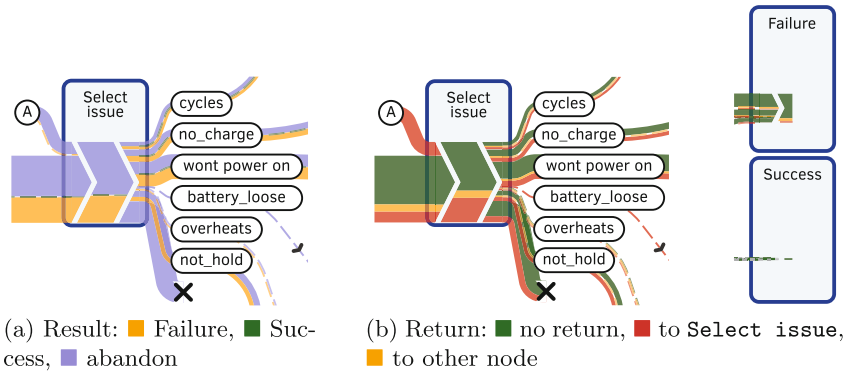 A
Select
issue
cycles
no_charge
wont power on
battery_loose
overheats
not_hold
A
Select
issue
cycles
no_charge
wont power on
battery_loose
overheats
not_hold
Failure
Success
(a) Result: Failure, Suc-
cess, abandon
(b) Return: no return, to Select issue,
to other node